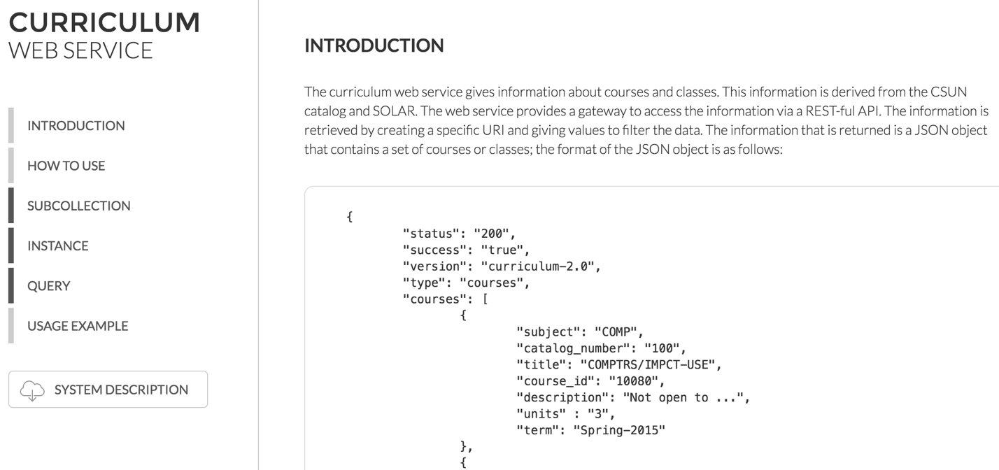 CURRICULUM
WEB SERVICE
INTRODUCTION
HOW TO USE
SUBCOLLECTION
INSTANCE
QUERY
USAGE EXAMPLE
SYSTEM DESCRIPTION
INTRODUCTION
The curriculum web service gives information about courses and classes. This information is derived from the CSUN
catalog and SOLAR. The web service provides a gateway to access the information via a REST-ful API. The information is
retrieved by creating a specific URI and giving values to filter the data. The information that is returned is a JSON object
that contains a set of courses or classes; the format of the JSON object is as follows:
{
"status": "200",
"success": "true",
"version": "curriculum-2.0",
"type": "courses",
"courses": [
{
"subject": "COMP",
"catalog_number": "100",
"title": "COMPTRS/IMPCT-USE",
"course_id": "10080",
"description": "Not open to ...",
"units" : "3",
"term": "Spring-2015"
},
{